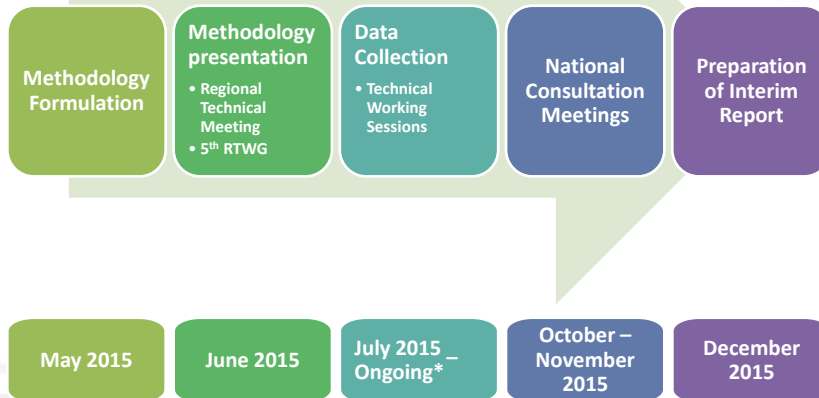 Methodology
Formulation
Methodology
presentation
• Regional
Technical
Meeting
• 5th RTWG
Data
Collection
• Technical
Working
Sessions
National
Consultation
Meetings
Preparation
of Interim
Report
May 2015
June 2015
July 2015 –
Ongoing*
October –
November
2015
December
2015